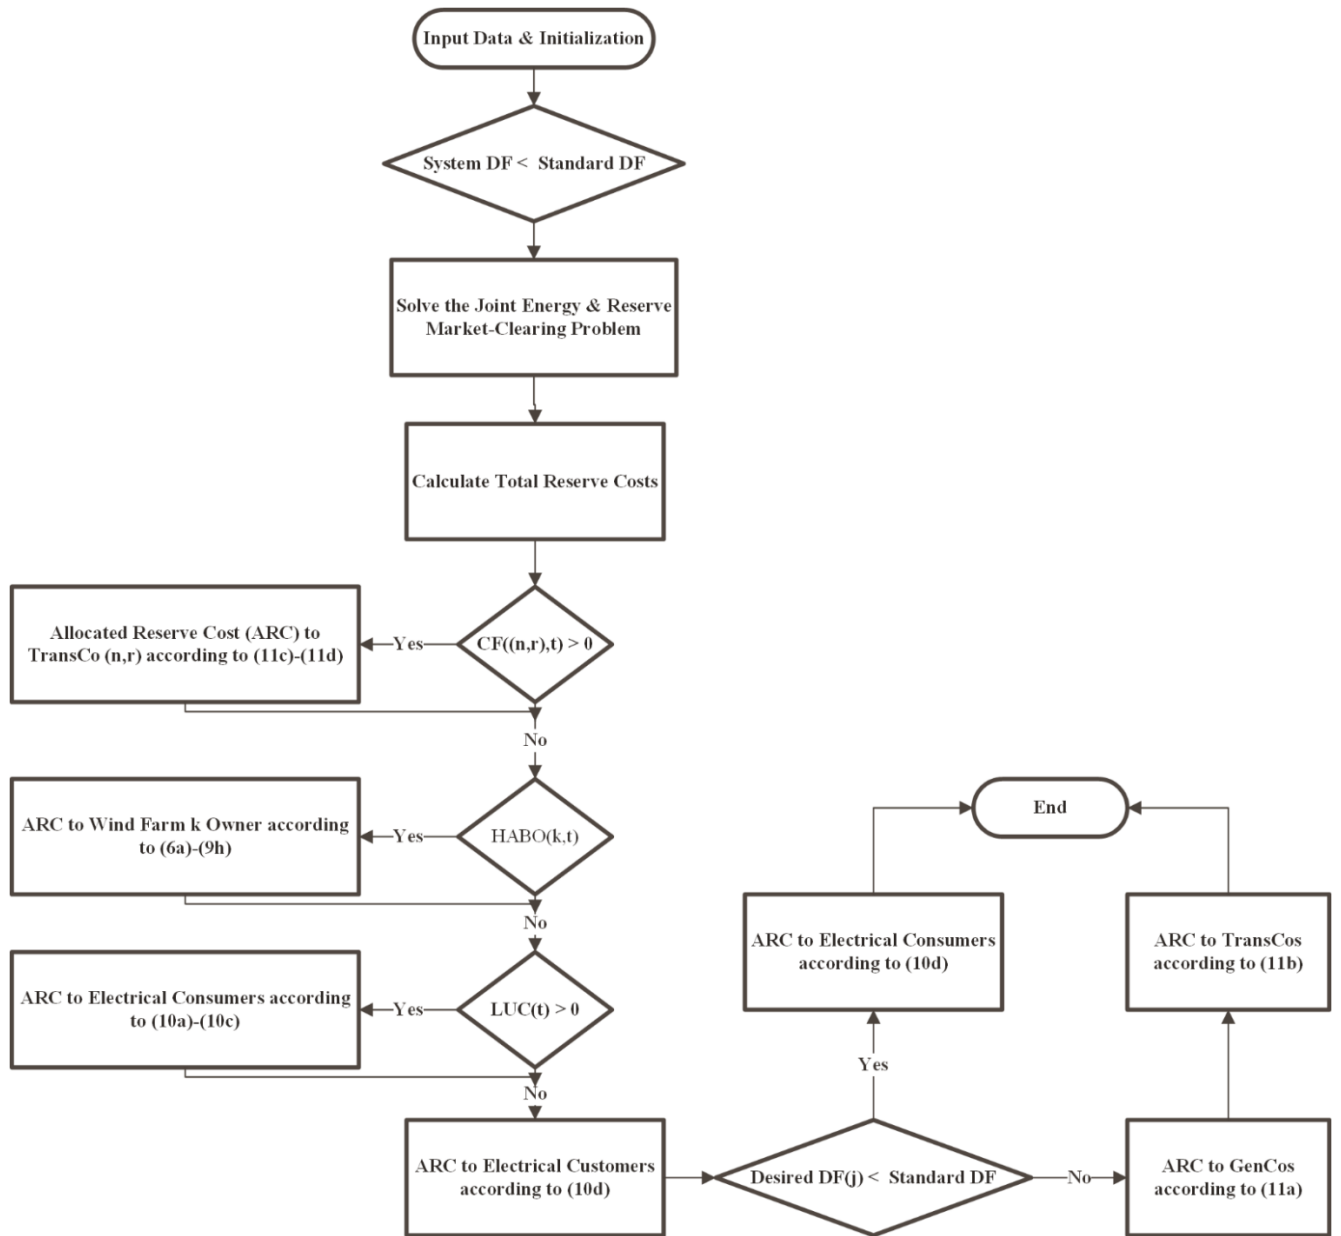 Input Data & Initialization
System DF < Standard DF
Solve the Joint Energy & Reserve
Market-Clearing Problem
Calculate Total Reserve Costs
Allocated Reserve Cost (ARC) to
TransCo (n,r) according to (11c)-(11d)
Yes
CF((n,r),t) > 0
No
ARC to Wind Farm k Owner according
to (6a)-(9h)
Yes
HABO(k,t)
No
ARC to Electrical Consumers according
to (10a)-(10c)
Yes
LUC(t) > 0
No
ARC to Electrical Customers
according to (10d)
Desired DF(j) < Standard DF
Yes
ARC to Electrical Consumers
according to (10d)
No
ARC to GenCos
according to (11a)
ARC to TransCos
according to (11b)
End